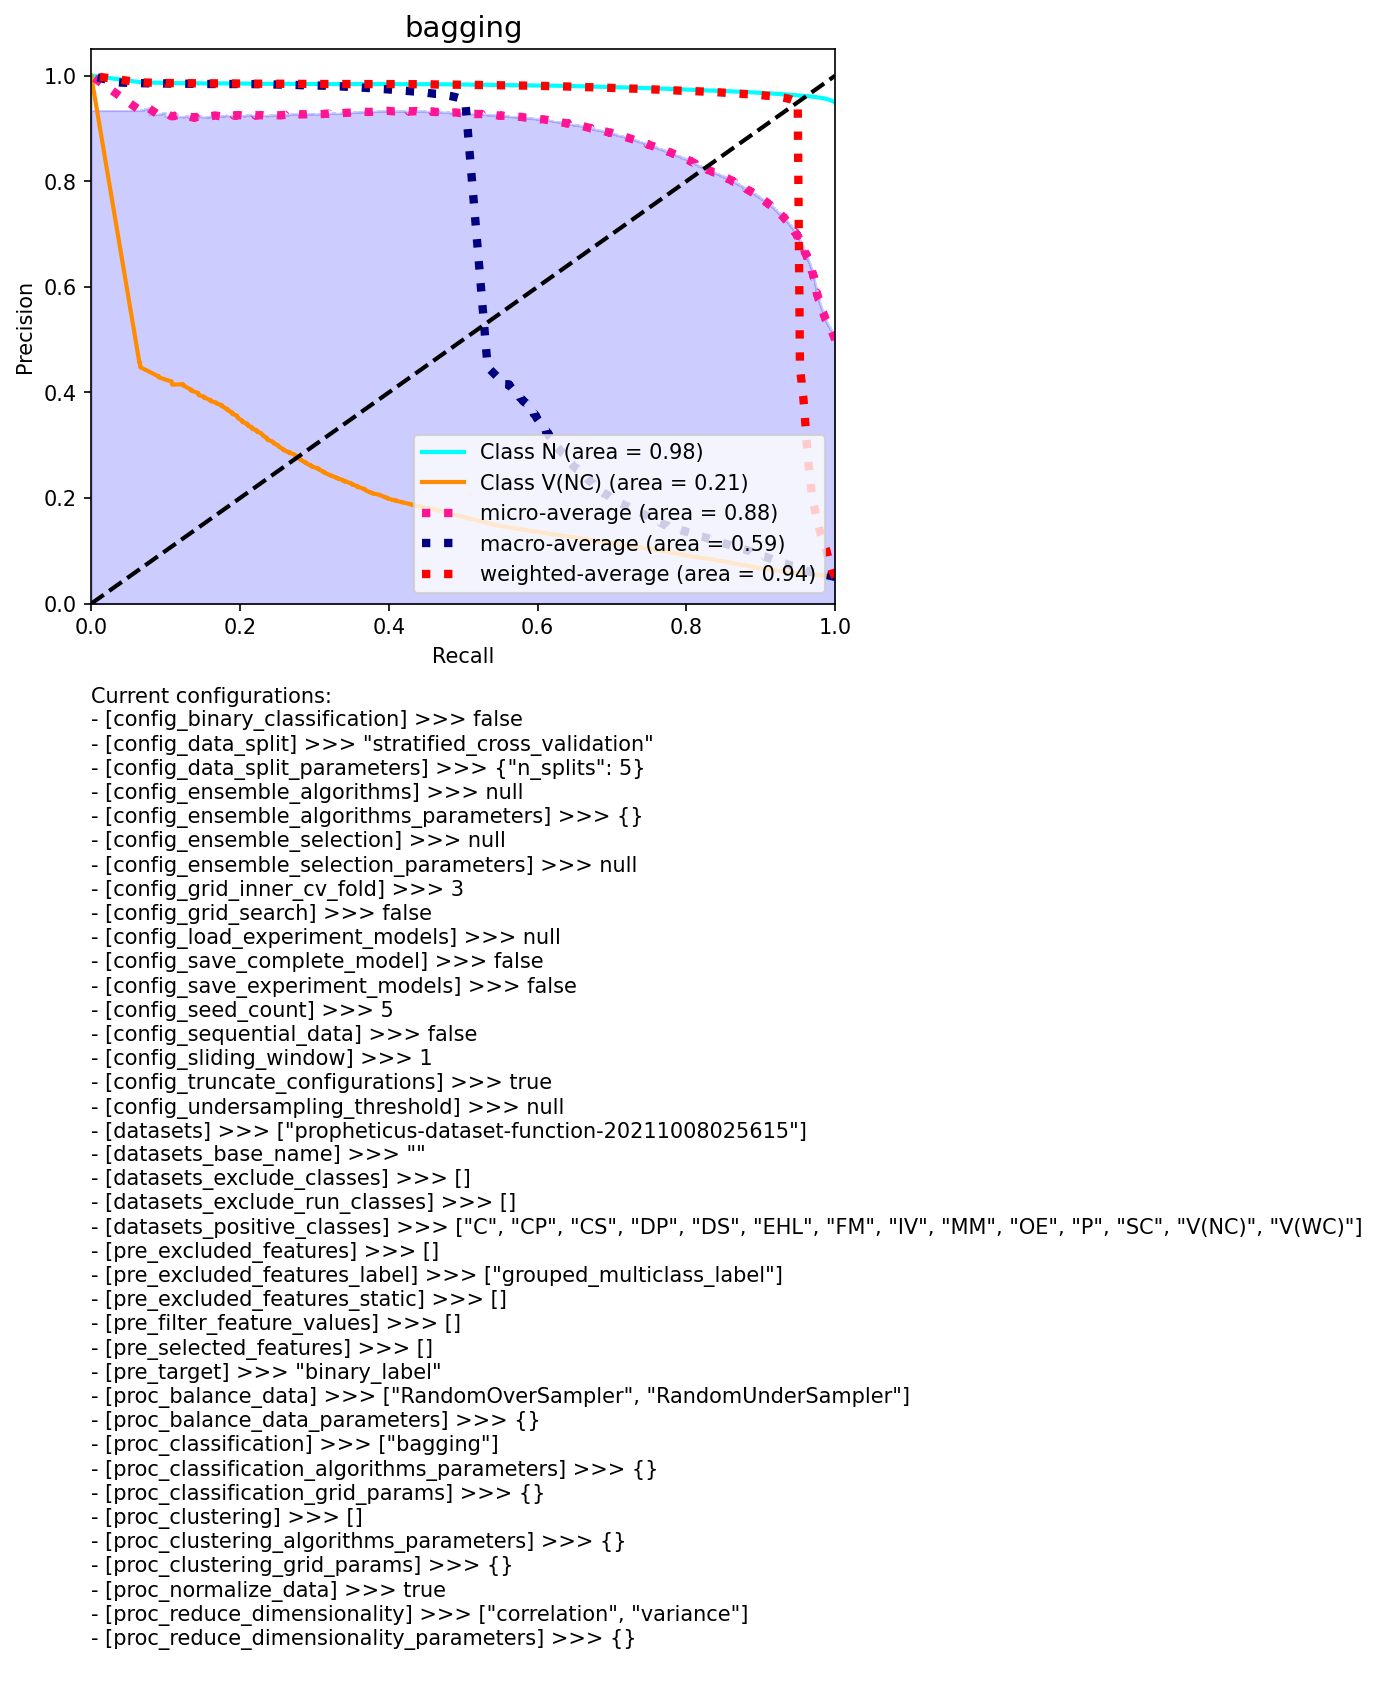 bagging
1.0
0.8
0.6
0.4
0.2
0.0
Precision
Class N (area = 0.98)
Class V(NC) (area = 0.21)
micro-average (area = 0.88)
macro-average (area = 0.59)
weighted-average (area = 0.94)
0.0 0.2 0.4 0.6 0.8 1.0
Recall
Current configurations:
- [config_binary_classification] >>> false
- [config_data_split] >>> "stratified_cross_validation"
- [config_data_split_parameters] >>> {"n_splits": 5}
- [config_ensemble_algorithms] >>> null
- [config_ensemble_algorithms_parameters] >>> {}
- [config_ensemble_selection] >>> null
- [config_ensemble_selection_parameters] >>> null
- [config_grid_inner_cv_fold] >>> 3
- [config_grid_search] >>> false
- [config_load_experiment_models] >>> null
- [config_save_complete_model] >>> false
- [config_save_experiment_models] >>> false
- [config_seed_count] >>> 5
- [config_sequential_data] >>> false
- [config_sliding_window] >>> 1
- [config_truncate_configurations] >>> true
- [config_undersampling_threshold] >>> null
- [datasets] >>> ["propheticus-dataset-function-20211008025615"]
- [datasets_base_name] >>> ""
- [datasets_exclude_classes] >>> []
- [datasets_exclude_run_classes] >>> []
- [datasets_positive_classes] >>> ["C", "CP", "CS", "DP", "DS", "EHL", "FM", "IV", "MM", "OE", "P", "SC", "V(NC)", "V(WC)"]
- [pre_excluded_features] >>> []
- [pre_excluded_features_label] >>> ["grouped_multiclass_label"]
- [pre_excluded_features_static] >>> []
- [pre_filter_feature_values] >>> []
- [pre_selected_features] >>> []
- [pre_target] >>> "binary_label"
- [proc_balance_data] >>> ["RandomOverSampler", "RandomUnderSampler"]
- [proc_balance_data_parameters] >>> {}
- [proc_classification] >>> ["bagging"]
- [proc_classification_algorithms_parameters] >>> {}
- [proc_classification_grid_params] >>> {}
- [proc_clustering] >>> []
- [proc_clustering_algorithms_parameters] >>> {}
- [proc_clustering_grid_params] >>> {}
- [proc_normalize_data] >>> true
- [proc_reduce_dimensionality] >>> ["correlation", "variance"]
- [proc_reduce_dimensionality_parameters] >>> {}